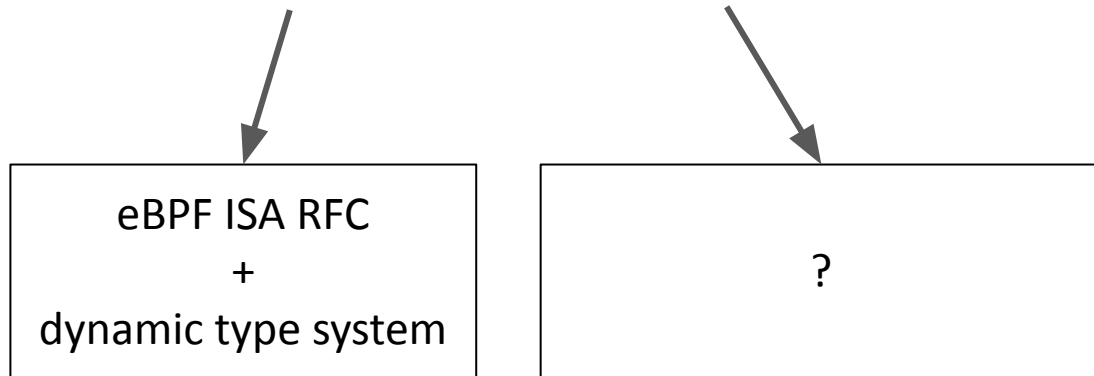 eBPF ISA RFC
+
dynamic type system
?